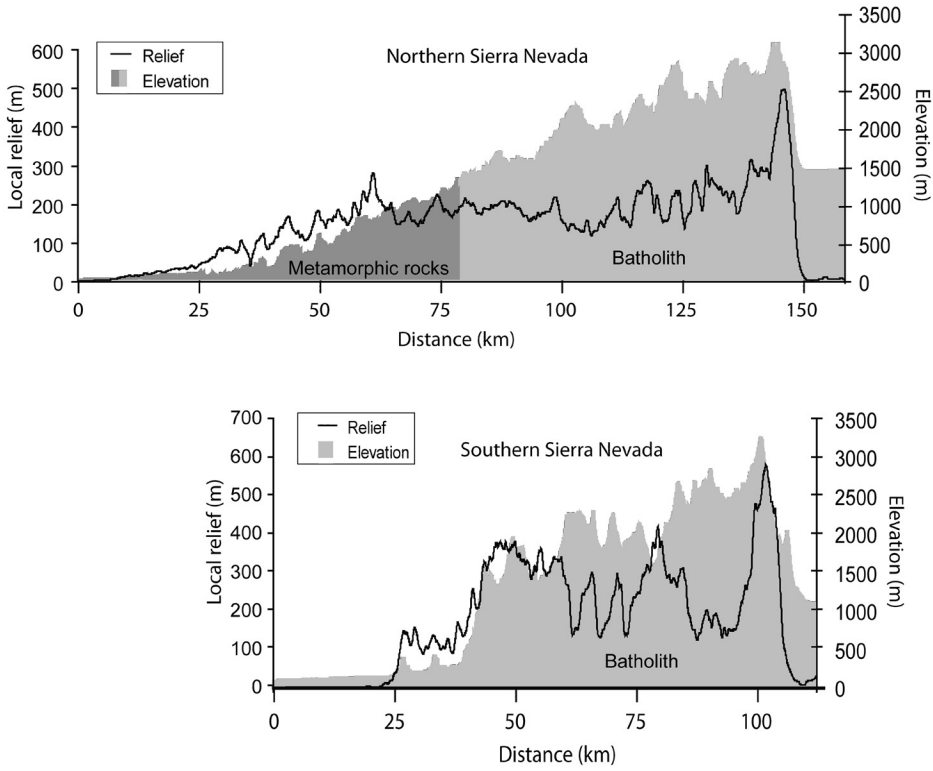 Northern Sierra Nevada
Relief
Elevation
Local relief (m)
600
500
400
300
200
100
0
3500
3000
2500
2000
1500
1000
500
0
Elevation (m)
Metamorphic rocks
Batholith
0 25 50 75 100 125 150
Distance (km)
Southern Sierra Nevada
Relief
Elevation
Local relief (m)
700
600
500
400
300
200
100
0
3500
3000
2500
2000
1500
1000
500
0
Elevation (m)
Batholith
0 25 50 75 100
Distance (km)